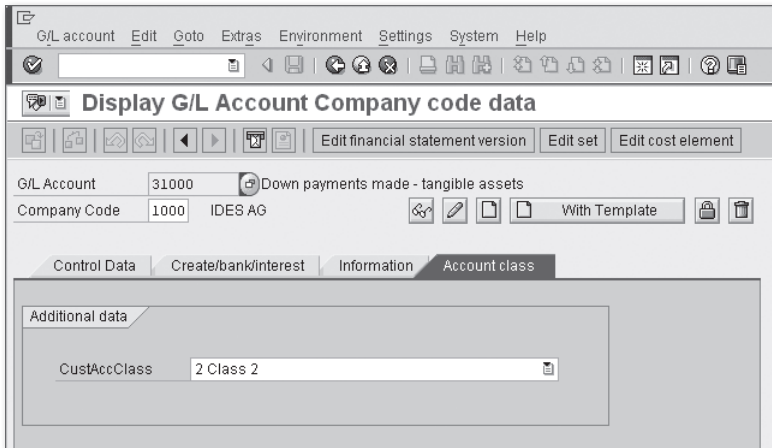 G/L account Edit Goto Extras Environment Settings System Help
Display G/L Account Company code data
Edit financial statement version Edit set Edit cost element
G/L Account 31000 Down payments made - tangible assets
Company Code 1000 IDES AG With Template
Control Data Create/bank/interest Information Account class
Additional data
CustAccClass 2 Class 2